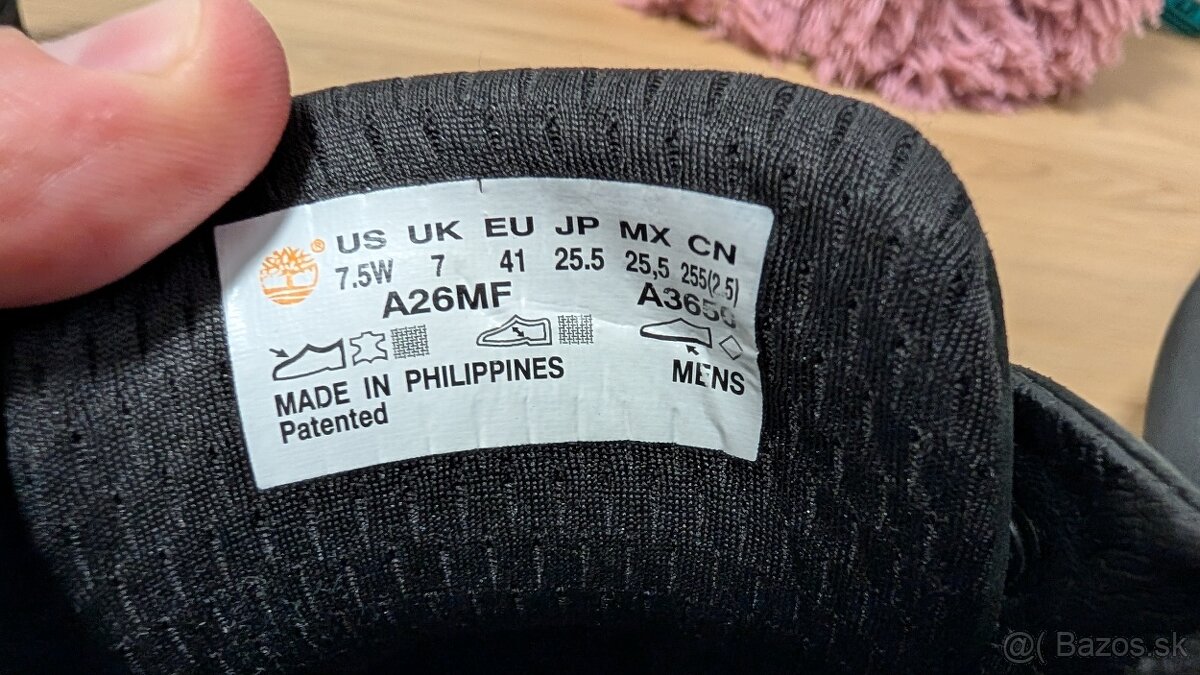 US UK EU JP MX CN
7.5W 7 41 25.5 25,5 255(2.5)
A26MF
MADE IN PHILIPPINES MENS
Patented
@( Bazos.sk